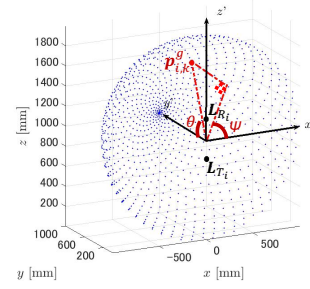 z'
1800
1600
1400
1200
1000
800
600
400
200
z [mm]
p^g_{i,k}
L_{R_i}
θ
ψ
x
L_{T_i}
1000
600
200
y [mm]
-500
0
500
x [mm]